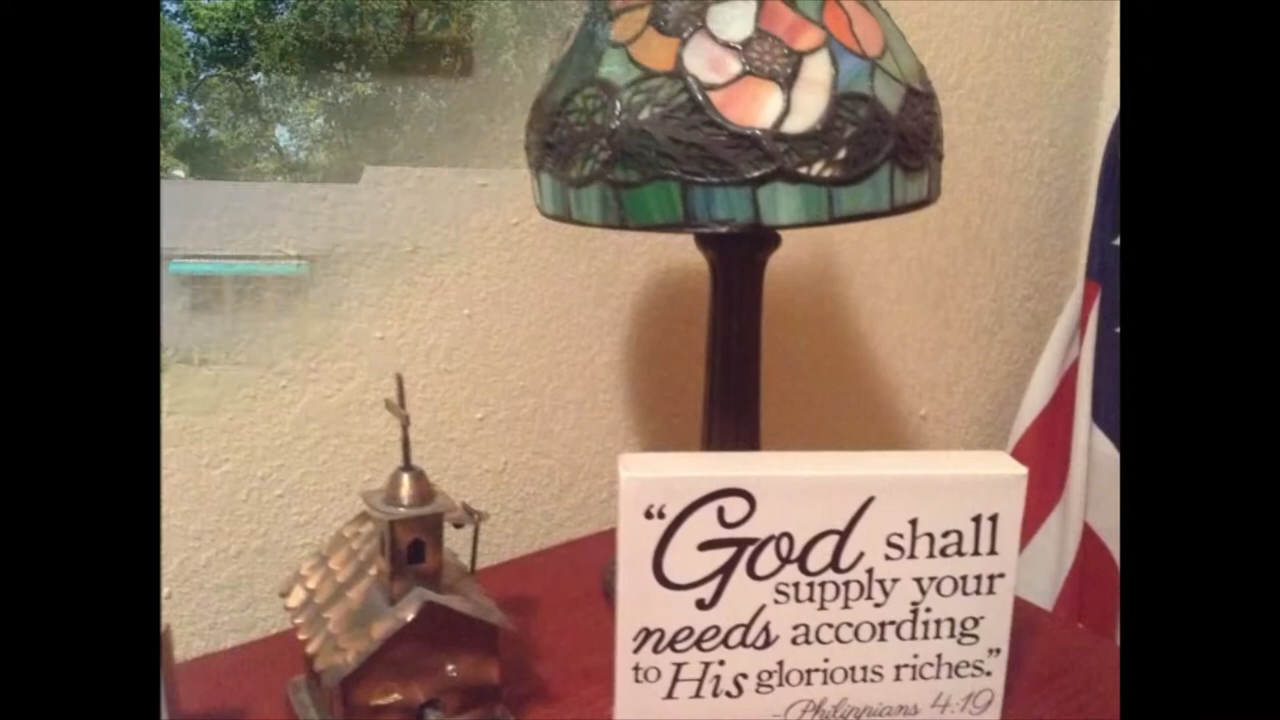 “God shall
supply your
needs according
to His glorious riches.”
-Philippians 4:19